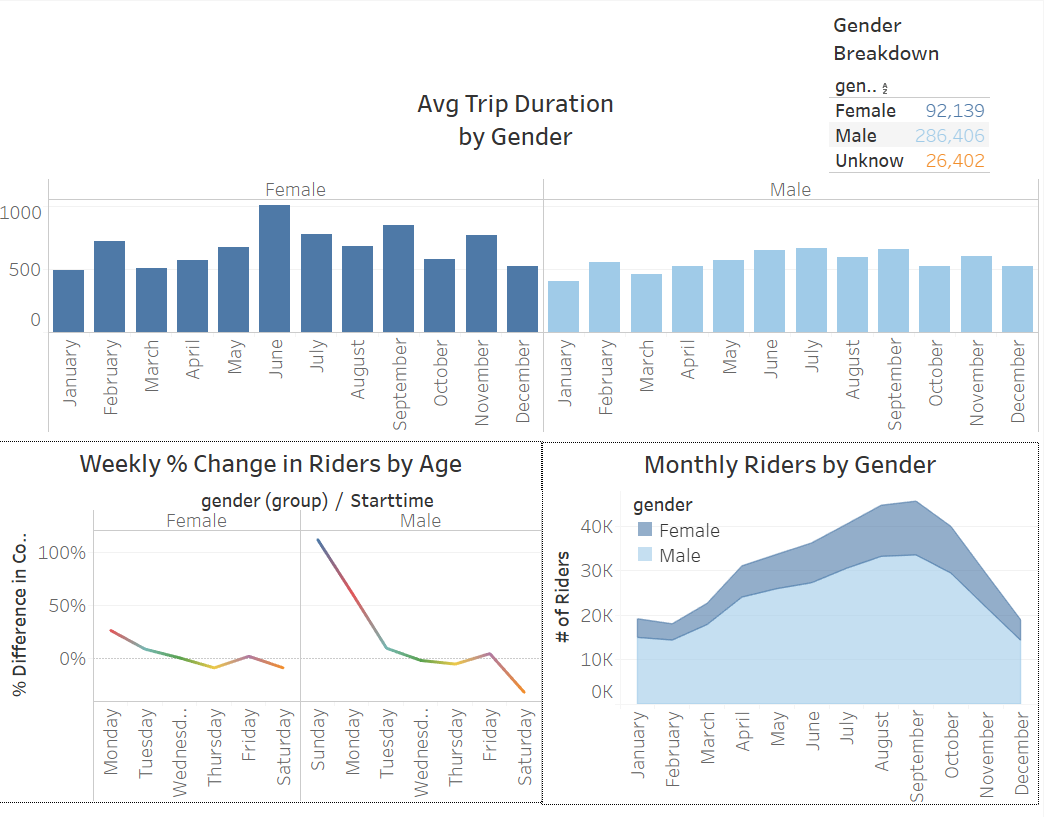 Gender
Breakdown
gen..
Female 92,139
Male 286,406
Unknow 26,402
Avg Trip Duration
by Gender
Female Male
1000
500
0
January February March April May June July August September October November December January February March April May June July August September October November December
Weekly % Change in Riders by Age
gender (group) / Starttime
Female Male
% Difference in Co..
100%
50%
0%
Monday Tuesday Wednesd.. Thursday Friday Saturday Sunday Monday Tuesday Wednesd.. Thursday Friday Saturday
Monthly Riders by Gender
gender
Female
Male
# of Riders
40K
30K
20K
10K
0K
January February March April May June July August September October November December